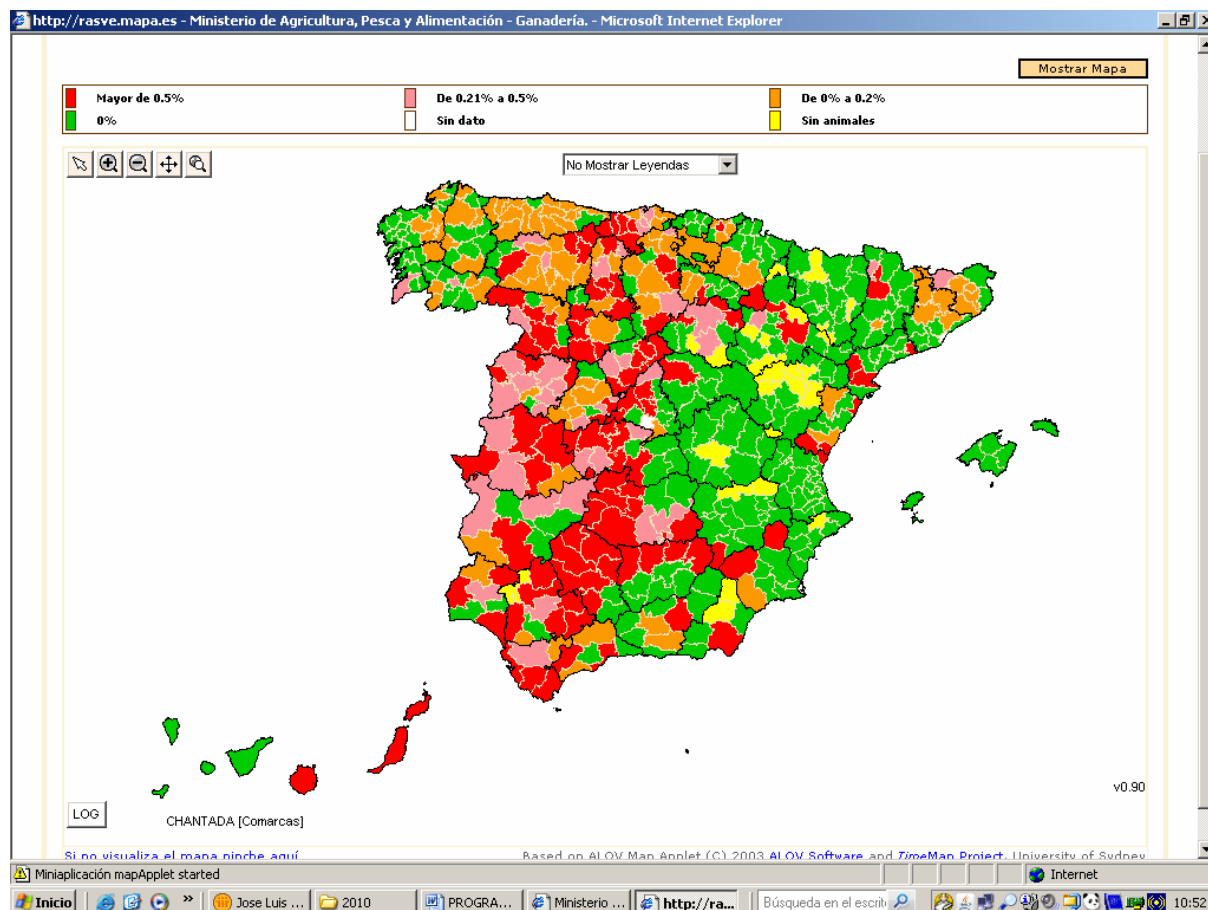 http://rasve.mapa.es - Ministerio de Agricultura, Pesca y Alimentación - Ganadería. - Microsoft Internet Explorer
Mostrar Mapa
Mayor de 0.5% De 0.21% a 0.5% De 0% a 0.2%
0% Sin dato Sin animales
No Mostrar Leyendas
v0.90
LOG
CHANTADA [Comarcas]
Si no visualiza el mapa pinche aquí Based on ALOV Map Applet (C) 2003 ALOV Software and TimeMap Project, University of Sydney
Miniaplicación mapApplet started Internet
Inicio » Jose Luis ... 2010 PROGRA... Ministerio ... http://ra... Búsqueda en el escrit 10:52